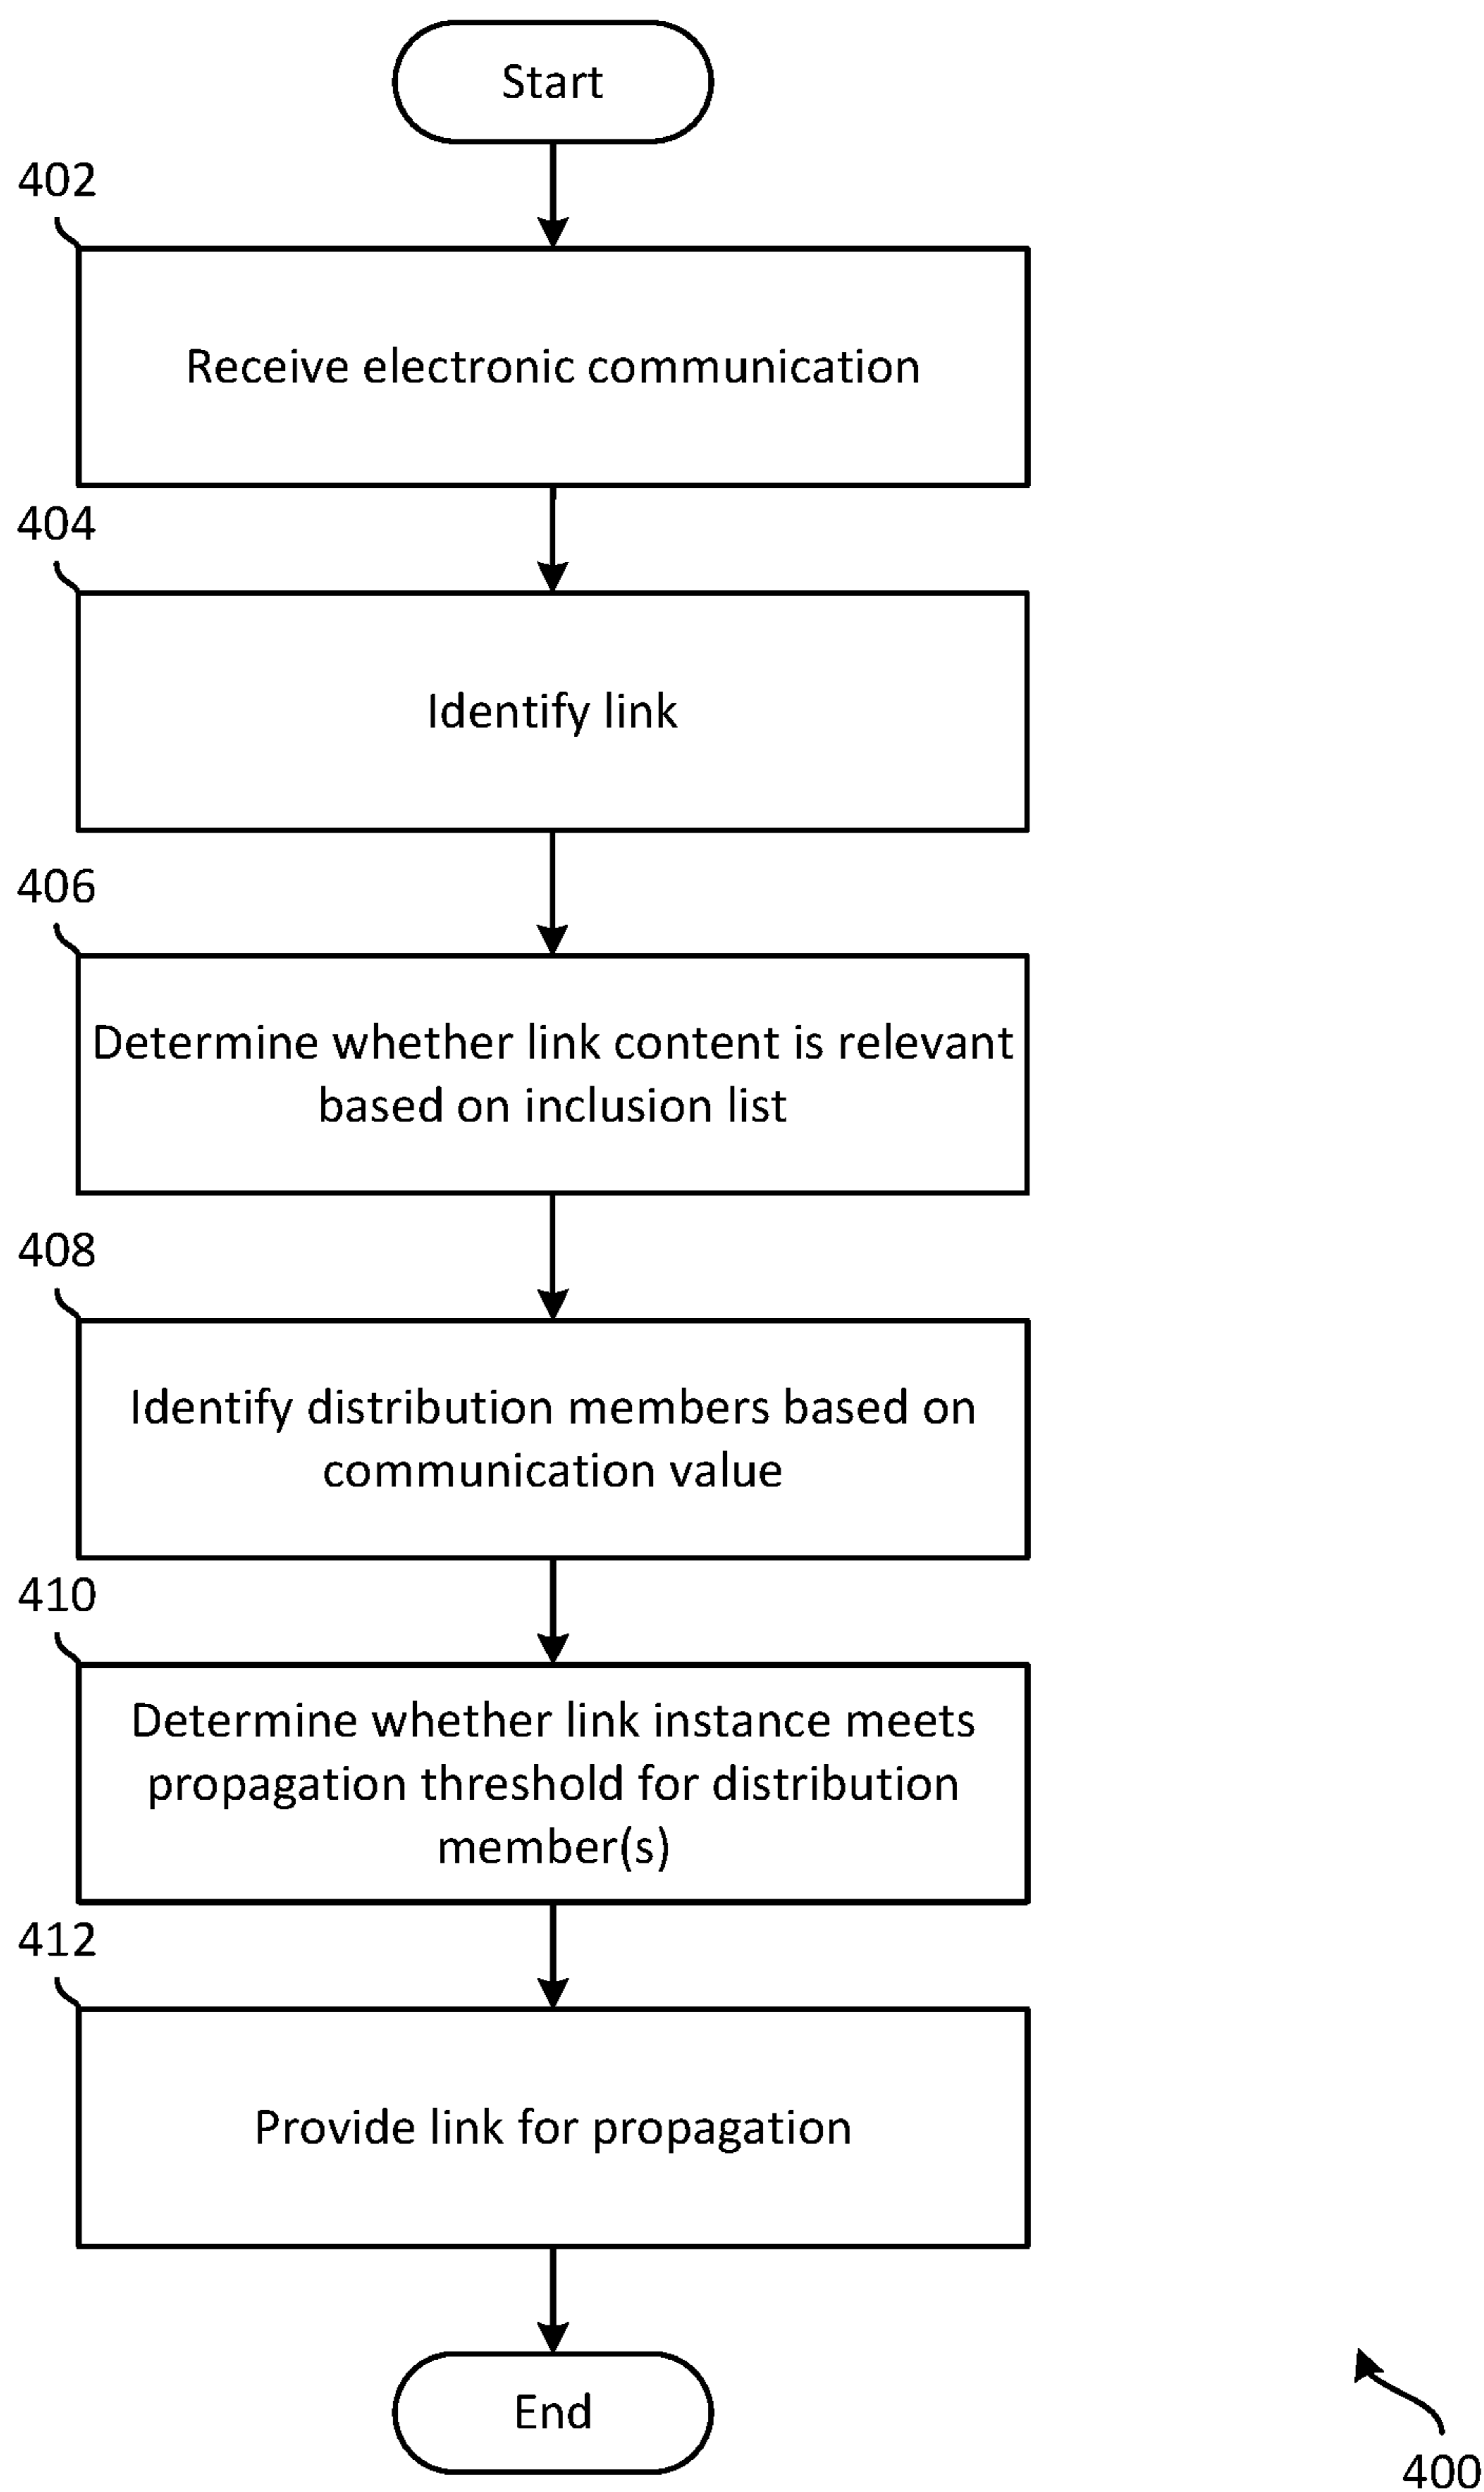 Start
402
Receive electronic communication
404
Identify link
406
Determine whether link content is relevant
based on inclusion list
408
Identify distribution members based on
communication value
410
Determine whether link instance meets
propagation threshold for distribution
member(s)
412
Provide link for propagation
End
400